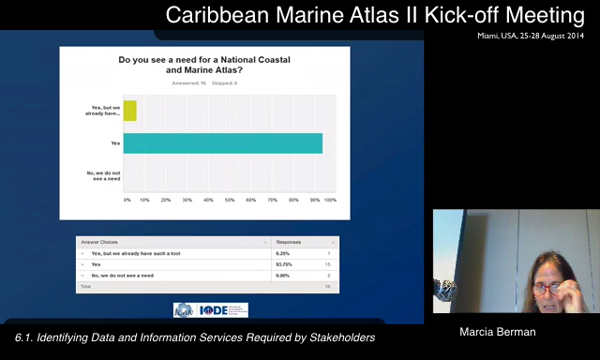 Caribbean Marine Atlas II Kick-off Meeting
Miami, USA, 25-28 August 2014
Do you see a need for a National Coastal
and Marine Atlas?
Answered: 16 Skipped: 0
Yes, but we
already have...
Yes
No, we do not
see a need
0% 10% 20% 30% 40% 50% 60% 70% 80% 90% 100%
Answer Choices Responses
Yes, but we already have such a tool 6.25% 1
Yes 93.75% 15
No, we do not see a need 0.00% 0
Total 16
ICAN IODE
6.1. Identifying Data and Information Services Required by Stakeholders
Marcia Berman